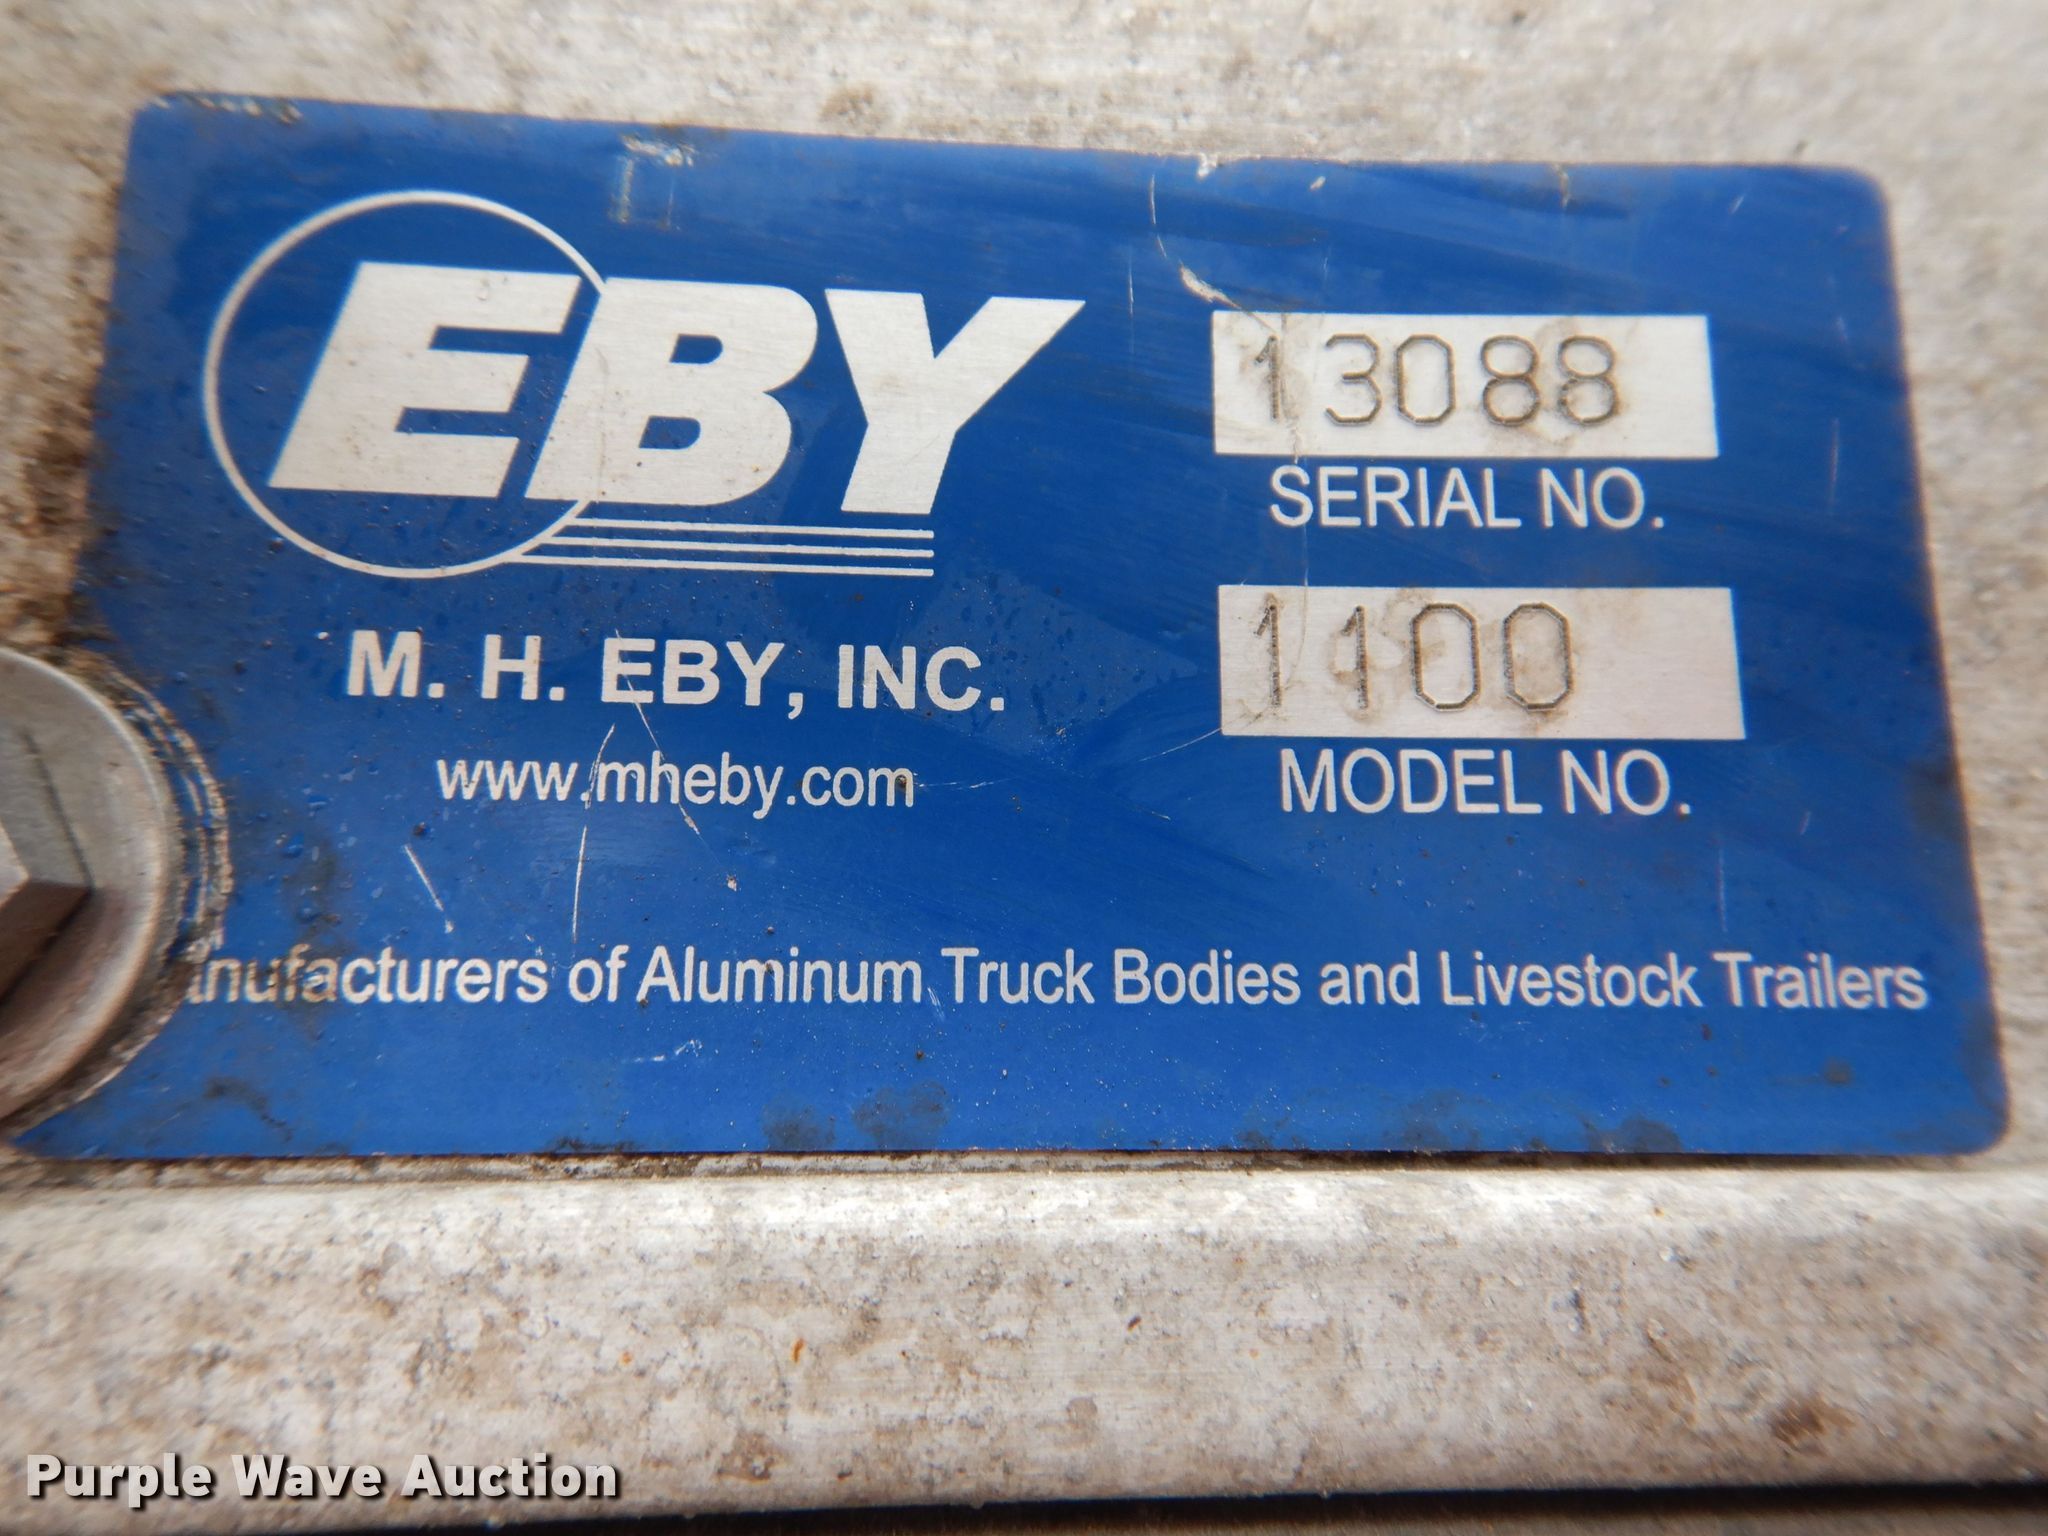 EBY
M. H. EBY, INC.
www.mheby.com
13088
SERIAL NO.
1100
MODEL NO.
anufacturers of Aluminum Truck Bodies and Livestock Trailers
Purple Wave Auction